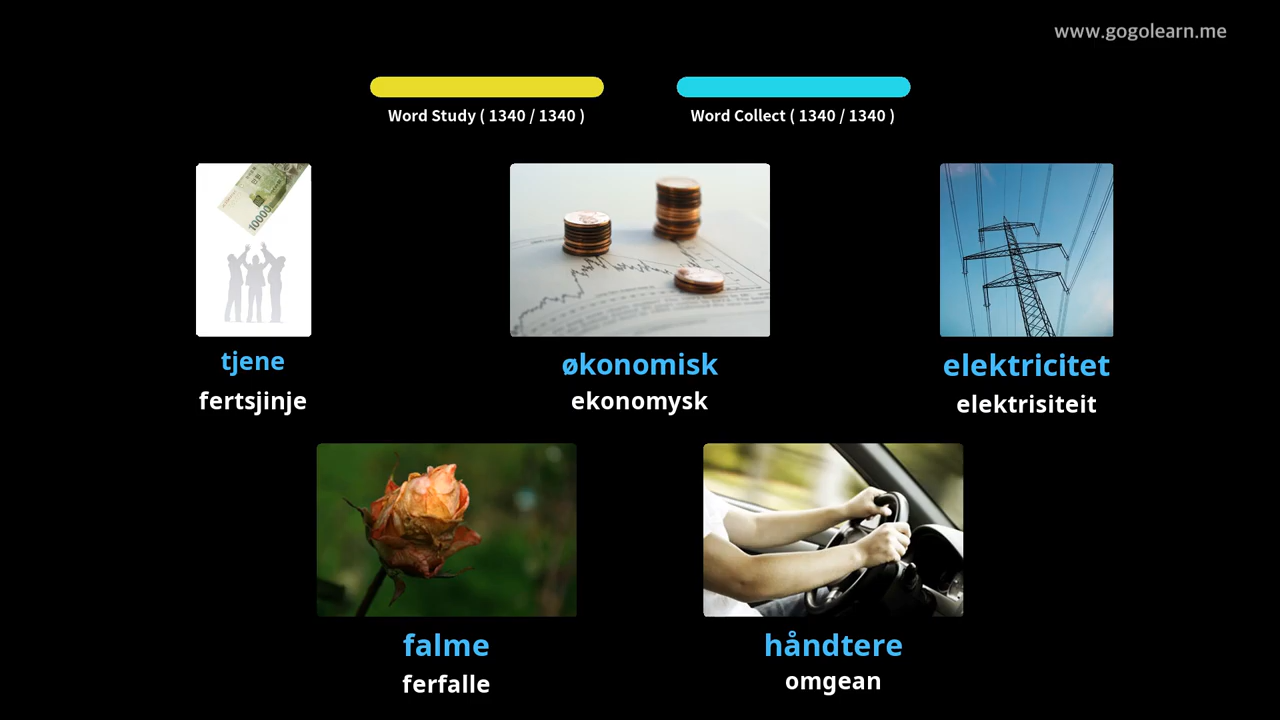 www.gogolearn.me
Word Study ( 1340 / 1340 )
Word Collect ( 1340 / 1340 )
10000
tjene
fertsjinje
økonomisk
ekonomysk
elektricitet
elektrisiteit
falme
ferfalle
håndtere
omgean